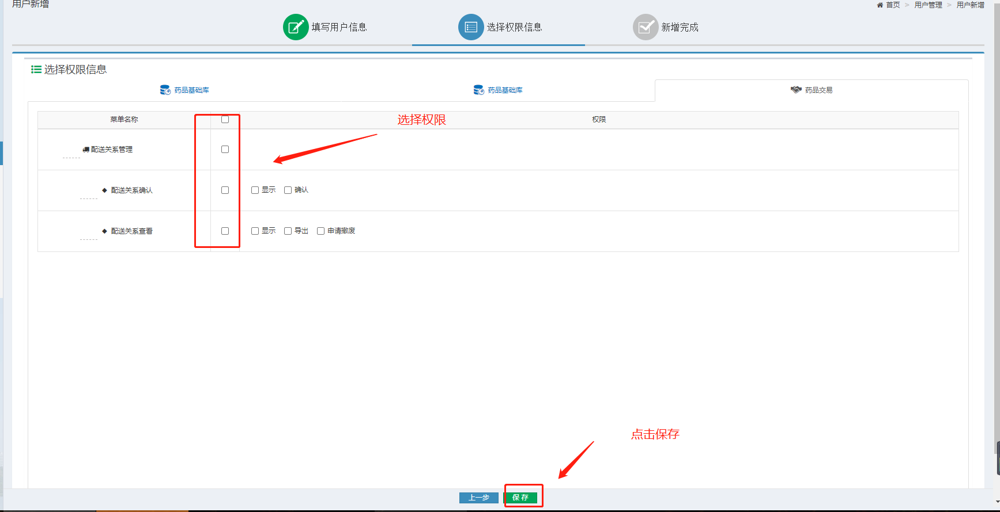 用户新增
首页 > 用户管理 > 用户新增
填写用户信息
选择权限信息
新增完成
选择权限信息
药品基础库
药品基础库
药品交易
菜单名称
权限
选择权限
配送关系管理
配送关系确认
显示
确认
配送关系查看
显示
导出
申请撤废
点击保存
上一步
保存